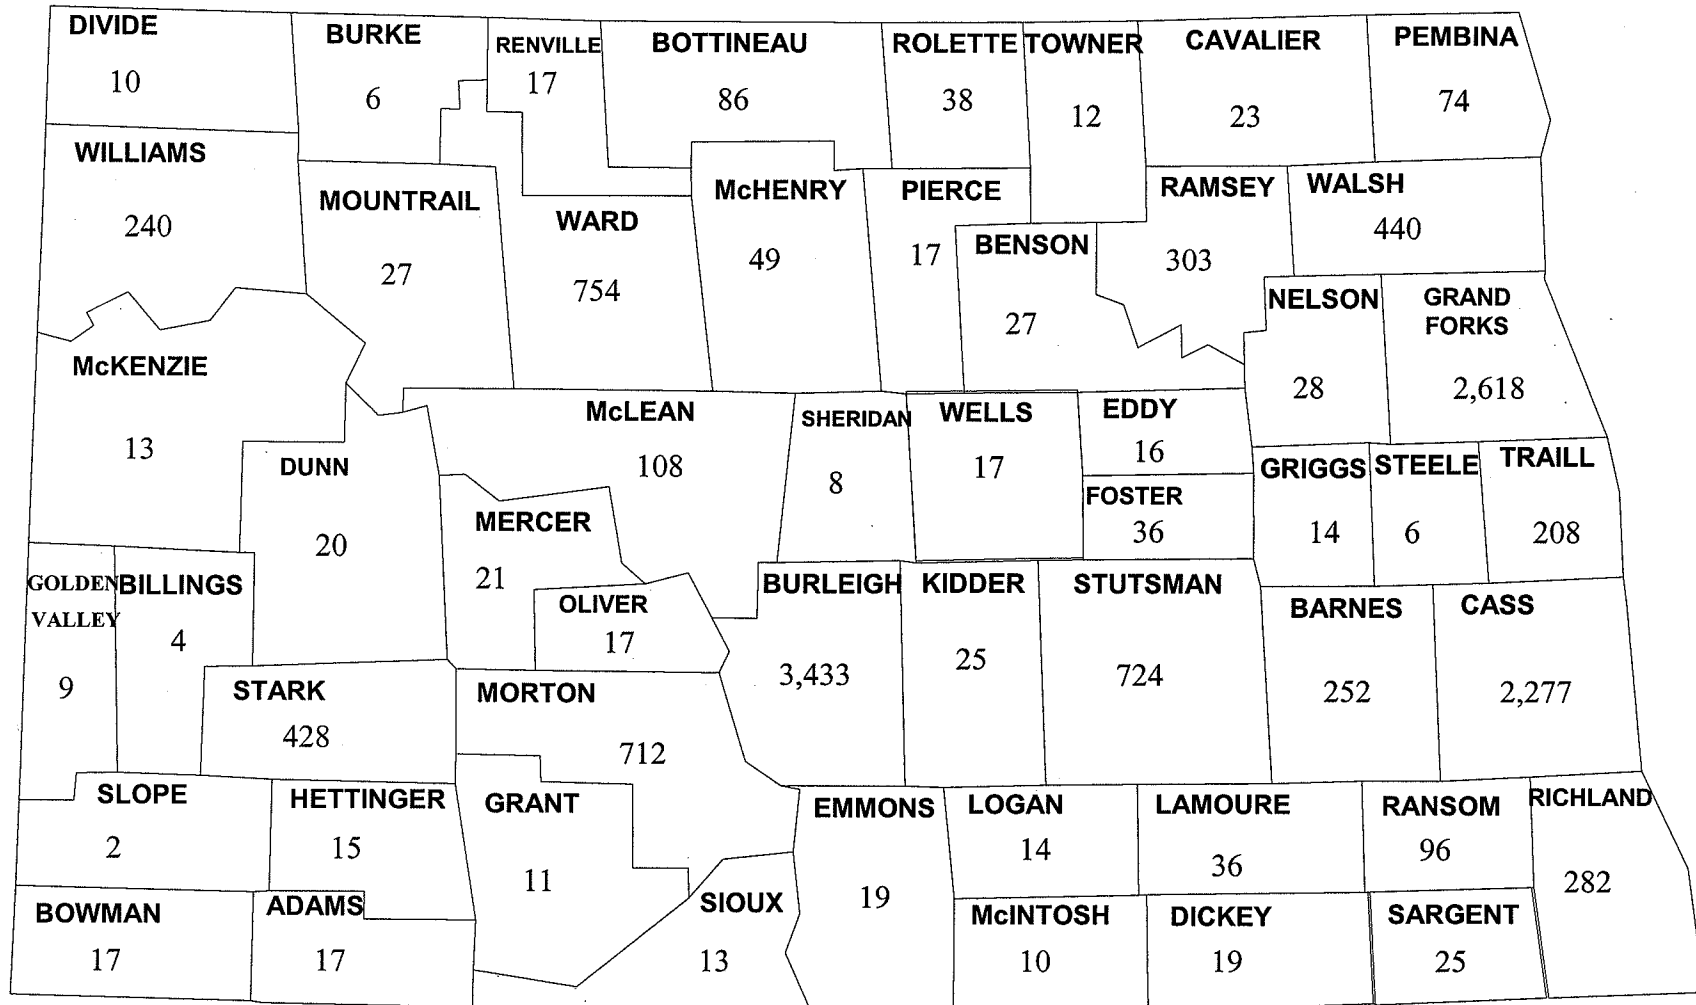 DIVIDE
10
BURKE
6
RENVILLE
17
BOTTINEAU
86
ROLETTE
38
TOWNER
12
CAVALIER
23
PEMBINA
74
WILLIAMS
240
MOUNTRAIL
27
WARD
754
McHENRY
49
PIERCE
17
BENSON
27
RAMSEY
303
WALSH
440
NELSON
28
GRAND
FORKS
2,618
McKENZIE
13
DUNN
20
McLEAN
108
SHERIDAN
8
WELLS
17
EDDY
16
FOSTER
36
GRIGGS
14
STEELE
6
TRAILL
208
MERCER
21
OLIVER
17
GOLDEN
VALLEY
9
BILLINGS
4
STARK
428
MORTON
712
BURLEIGH
3,433
KIDDER
25
STUTSMAN
724
BARNES
252
CASS
2,277
SLOPE
2
HETTINGER
15
GRANT
11
EMMONS
19
LOGAN
14
LAMOURE
36
RANSOM
96
RICHLAND
282
BOWMAN
17
ADAMS
17
SIOUX
13
McINTOSH
10
DICKEY
19
SARGENT
25